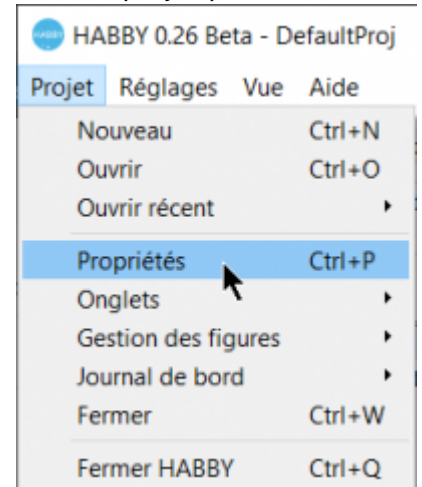 HABBY 0.26 Beta - DefaultProj
Projet Réglages Vue Aide
Nouveau Ctrl+N
Ouvrir Ctrl+O
Ouvrir récent
Propriétés Ctrl+P
Onglets
Gestion des figures
Journal de bord
Fermer Ctrl+W
Fermer HABBY Ctrl+Q